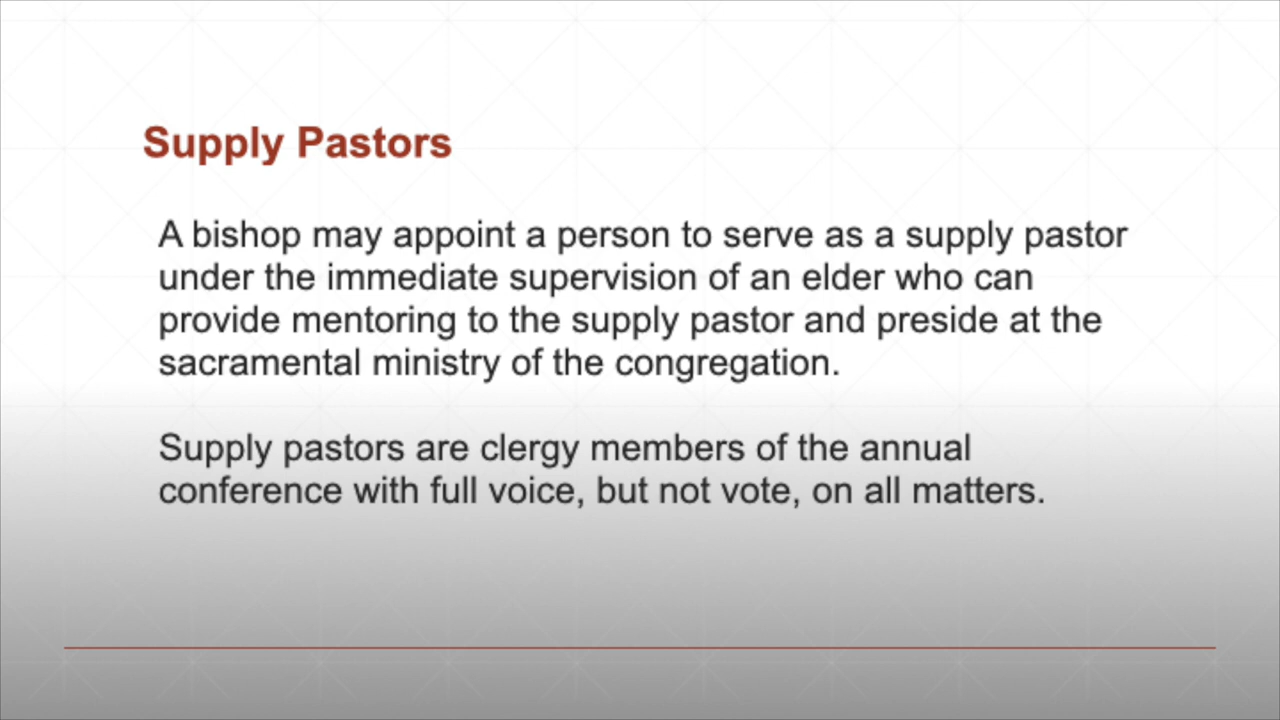 Supply Pastors
A bishop may appoint a person to serve as a supply pastor
under the immediate supervision of an elder who can
provide mentoring to the supply pastor and preside at the
sacramental ministry of the congregation.
Supply pastors are clergy members of the annual
conference with full voice, but not vote, on all matters.